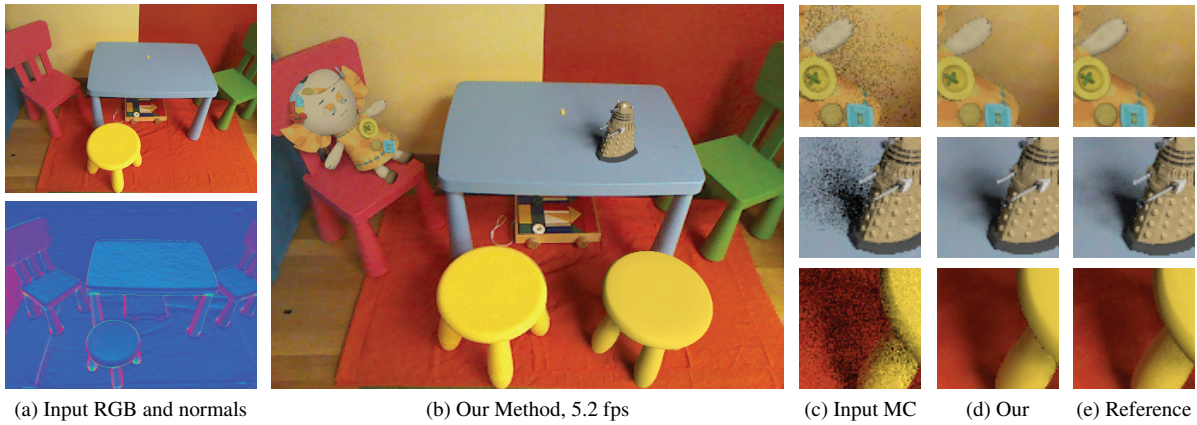 (a) Input RGB and normals
(b) Our Method, 5.2 fps
(c) Input MC
(d) Our
(e) Reference